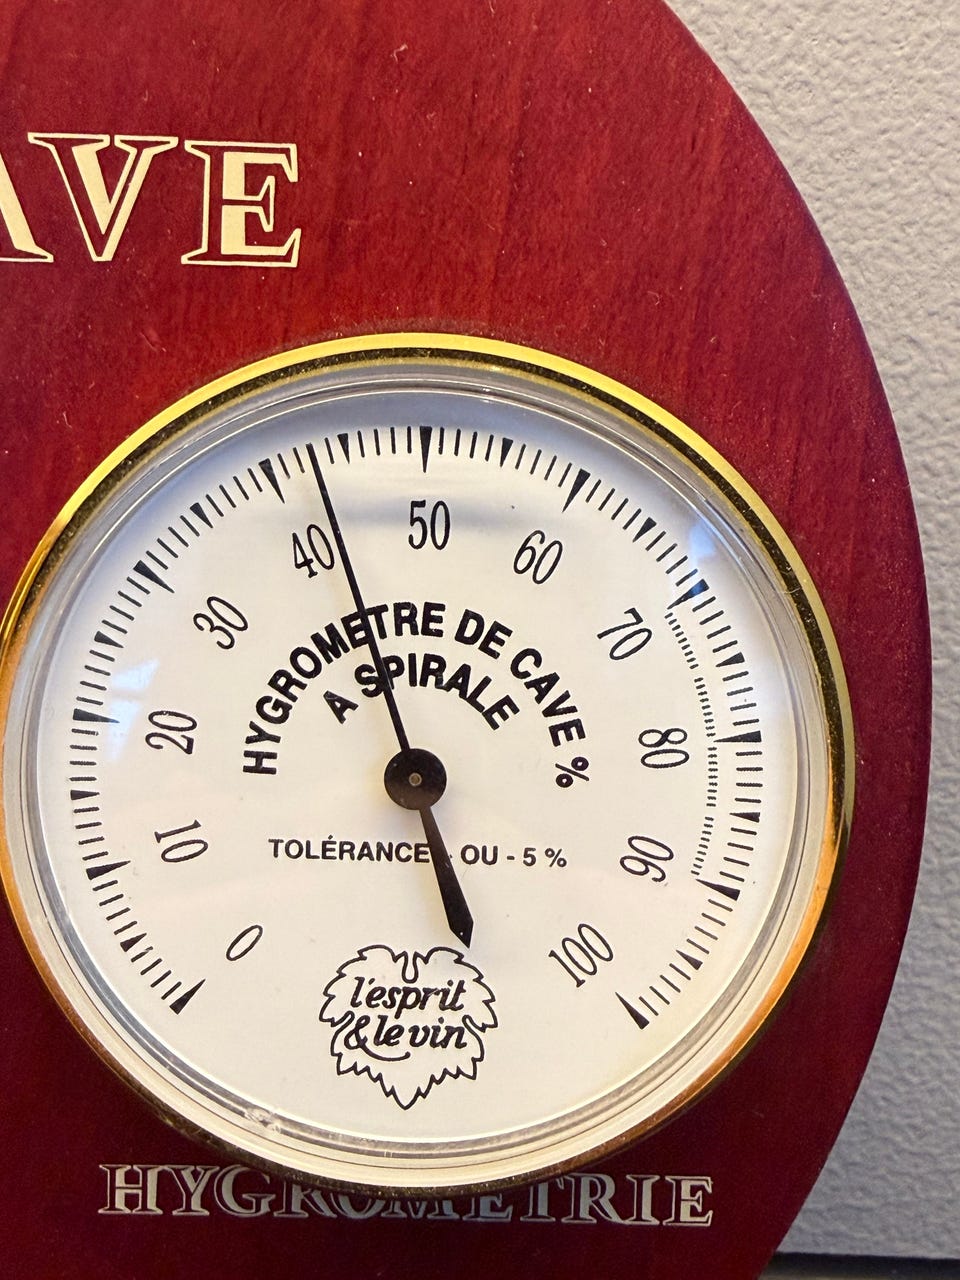 AVE
50
40
60
30
70
20
80
10
90
0
100
HYGROMETRE DE CAVE %
A SPIRALE
TOLÉRANCE OU - 5 %
l'esprit
& le vin
HYGROMETRIE